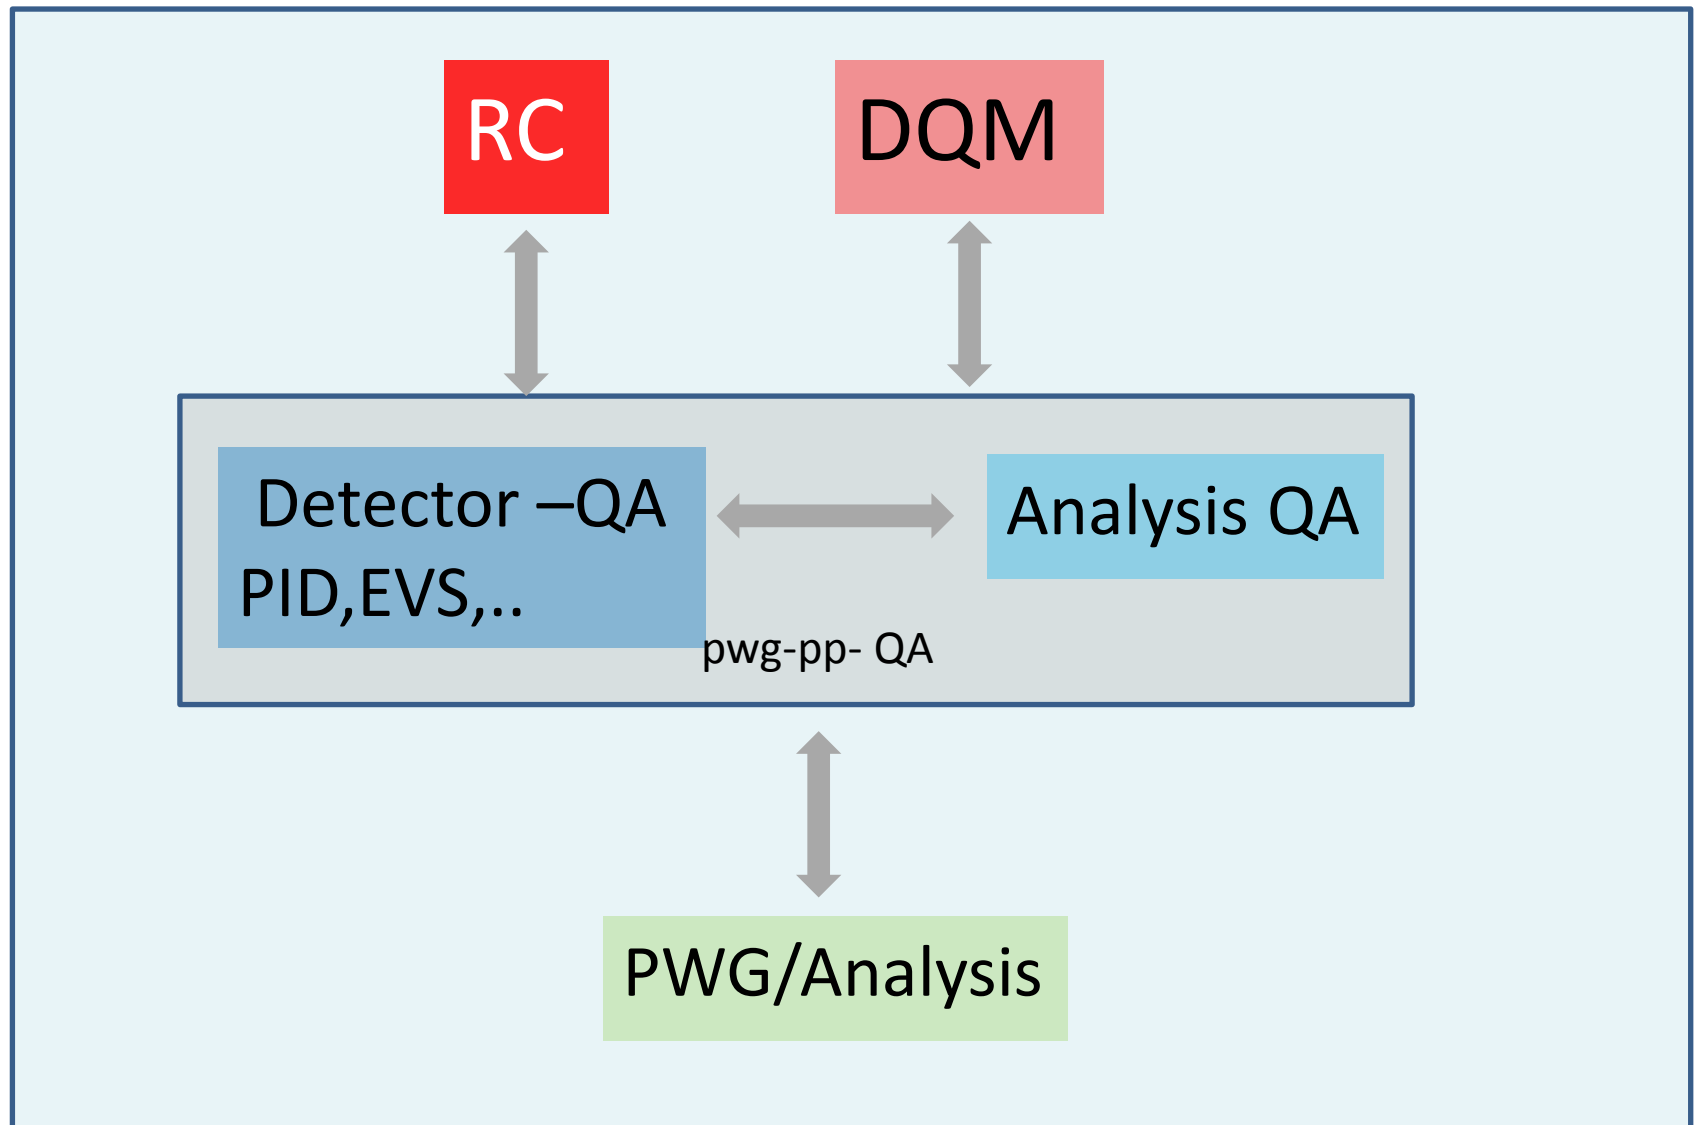 RC
DQM
Detector –QA
PID,EVS,..
Analysis QA
pwg-pp- QA
PWG/Analysis